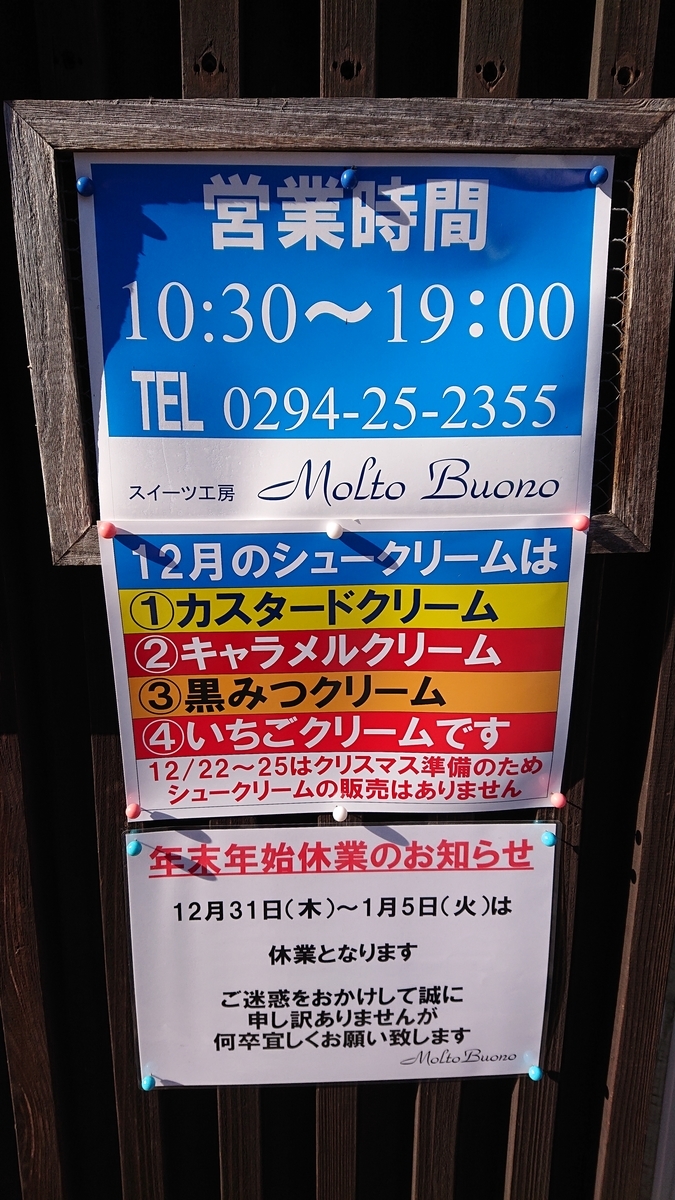 営業時間
10:30～19:00
TEL 0294-25-2355
スイーツ工房 Molto Buono
12月のシュークリームは
①カスタードクリーム
②キャラメルクリーム
③黒みつクリーム
④いちごクリームです
12/22～25はクリスマス準備のため
シュークリームの販売はありません
年末年始休業のお知らせ
12月31日(木)～1月5日(火)は
休業となります
ご迷惑をおかけして誠に
申し訳ありませんが
何卒宜しくお願い致します
Molto Buono